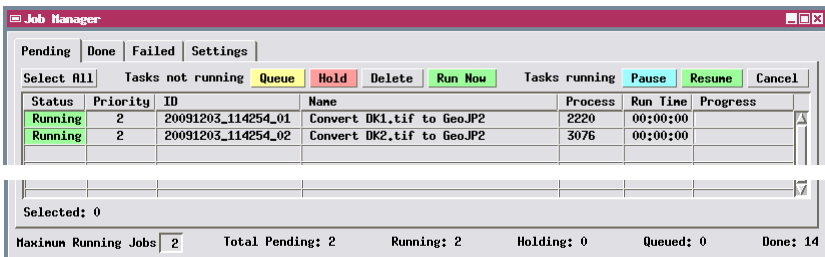 Job Manager
Pending Done Failed Settings
Select All Tasks not running Queue Hold Delete Run Now Tasks running Pause Resume Cancel
Status Priority ID Name Process Run Time Progress
Running 2 20091203_114254_01 Convert DK1.tif to GeoJP2 2220 00:00:00
Running 2 20091203_114254_02 Convert DK2.tif to GeoJP2 3076 00:00:00
Selected: 0
Maximum Running Jobs 2 Total Pending: 2 Running: 2 Holding: 0 Queued: 0 Done: 14